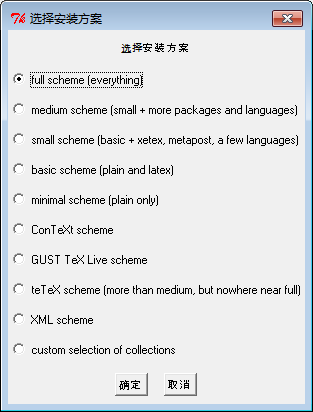 选择安装方案
选择安装方案
full scheme (everything)
medium scheme (small + more packages and languages)
small scheme (basic + xetex, metapost, a few languages)
basic scheme (plain and latex)
minimal scheme (plain only)
ConTeXt scheme
GUST TeX Live scheme
teTeX scheme (more than medium, but nowhere near full)
XML scheme
custom selection of collections
确定 取消